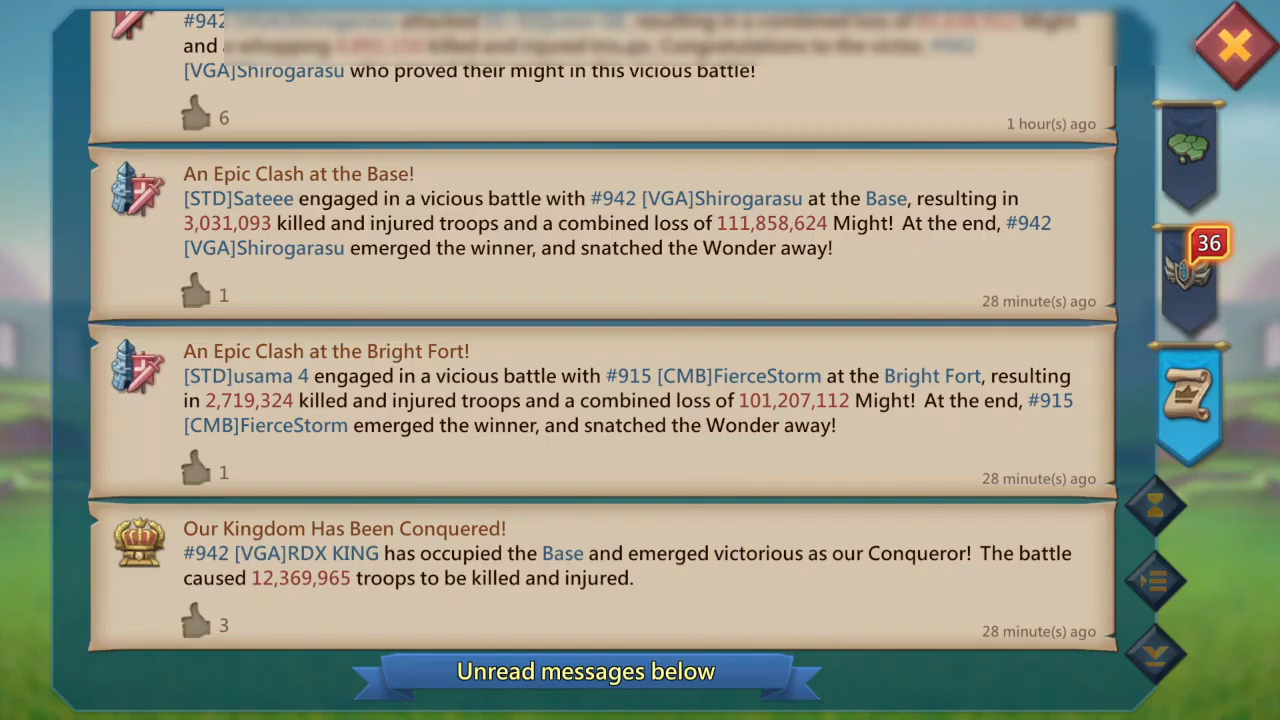 #942
and
[VGA]Shirogarasu who proved their might in this vicious battle!
6
1 hour(s) ago
An Epic Clash at the Base!
[STD]Sateee engaged in a vicious battle with #942 [VGA]Shirogarasu at the Base, resulting in
3,031,093 killed and injured troops and a combined loss of 111,858,624 Might! At the end, #942
[VGA]Shirogarasu emerged the winner, and snatched the Wonder away!
1
28 minute(s) ago
An Epic Clash at the Bright Fort!
[STD]usama 4 engaged in a vicious battle with #915 [CMB]FierceStorm at the Bright Fort, resulting
in 2,719,324 killed and injured troops and a combined loss of 101,207,112 Might! At the end, #915
[CMB]FierceStorm emerged the winner, and snatched the Wonder away!
1
28 minute(s) ago
Our Kingdom Has Been Conquered!
#942 [VGA]RDX KING has occupied the Base and emerged victorious as our Conqueror! The battle
caused 12,369,965 troops to be killed and injured.
3
28 minute(s) ago
Unread messages below
36